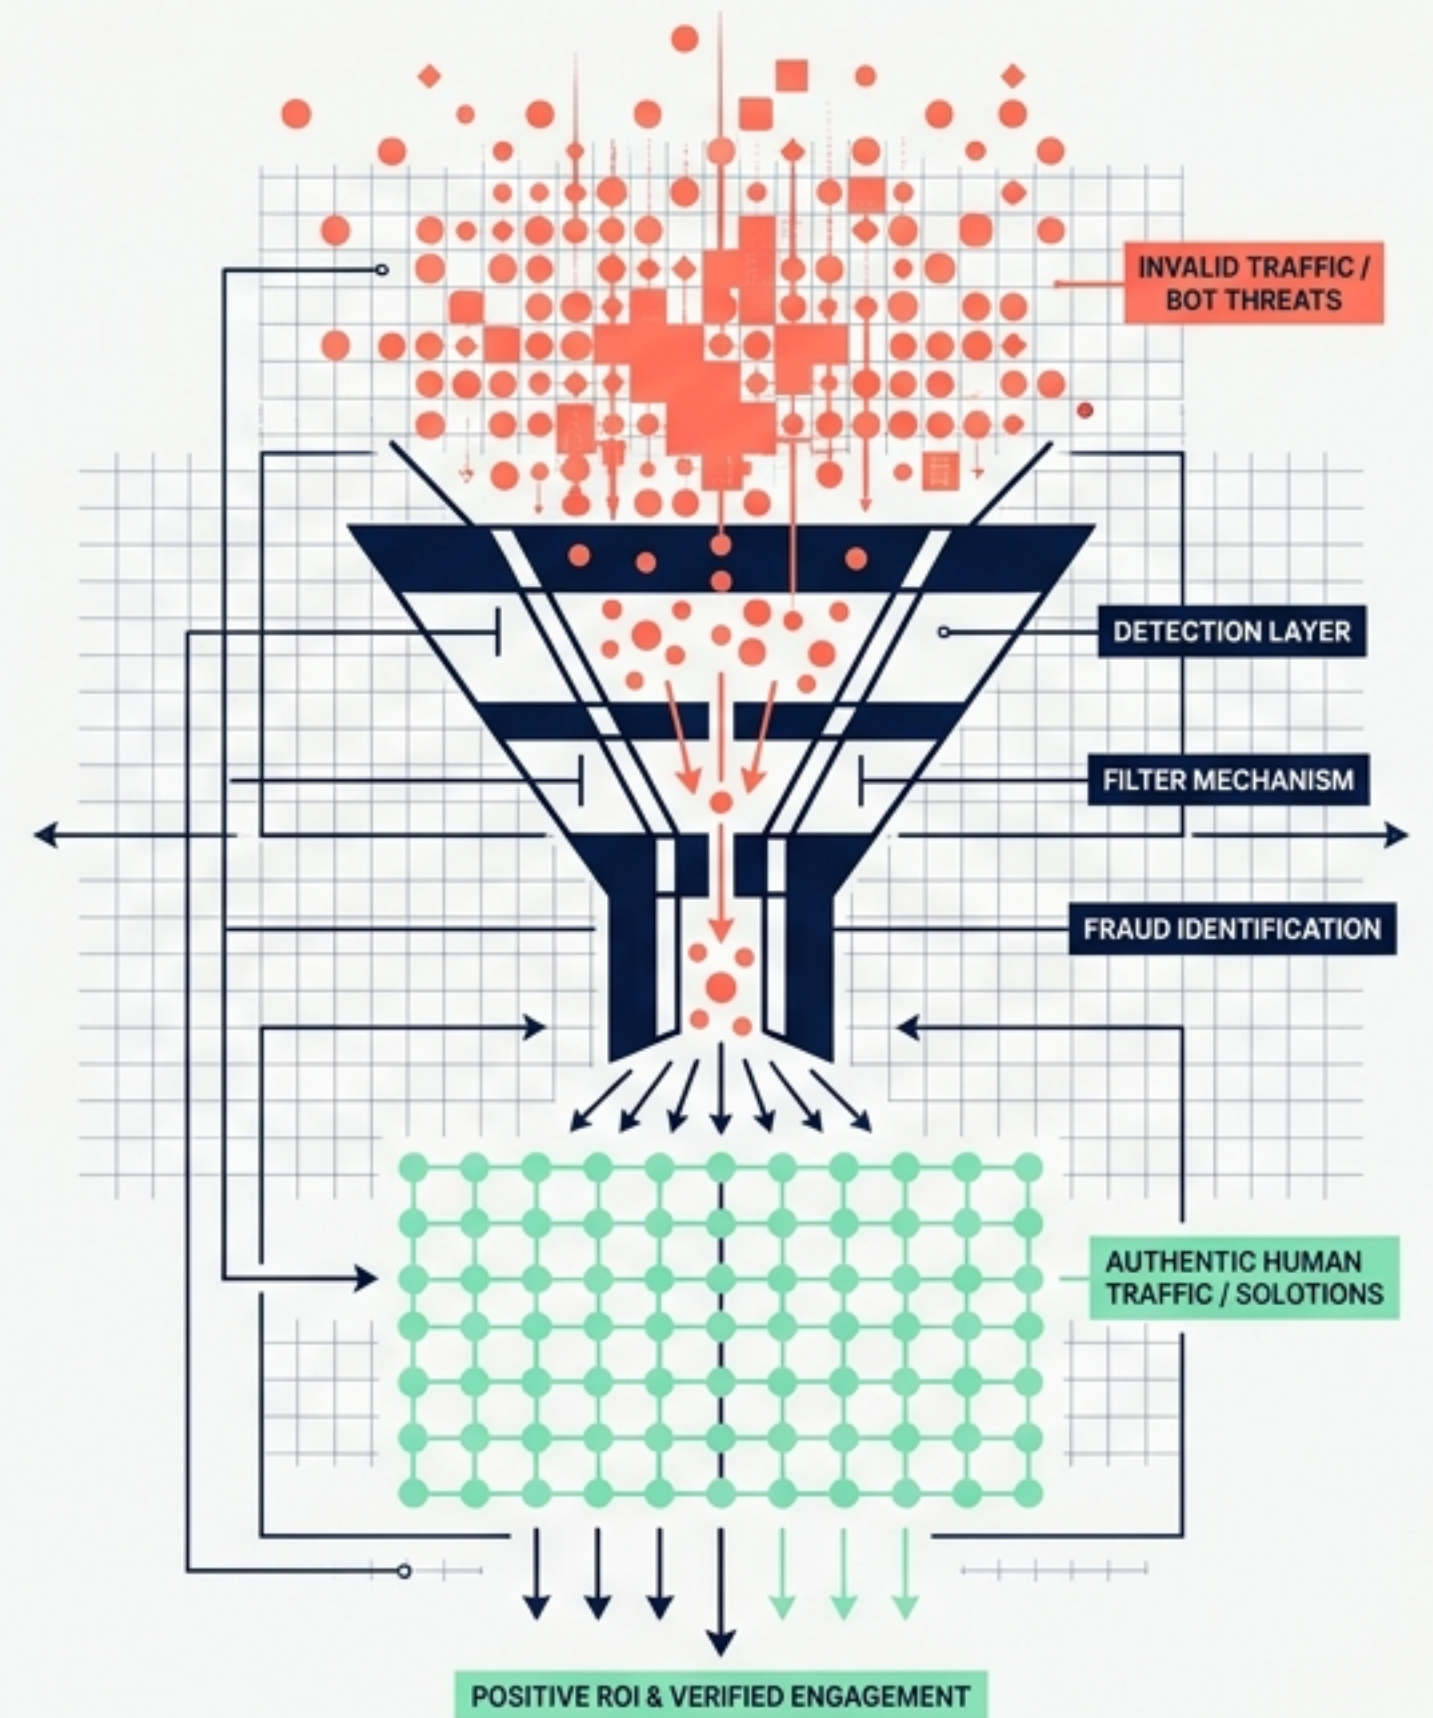 INVALID TRAFFIC /
BOT THREATS
DETECTION LAYER
FILTER MECHANISM
FRAUD IDENTIFICATION
AUTHENTIC HUMAN
TRAFFIC / SOLOTIONS
POSITIVE ROI & VERIFIED ENGAGEMENT